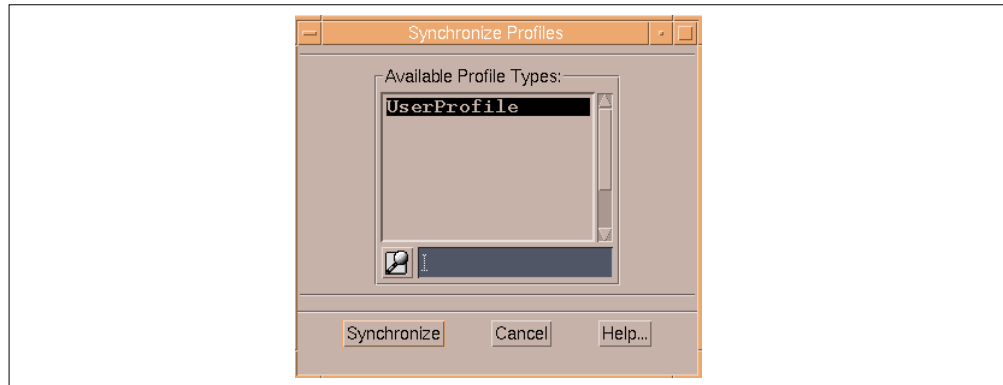 Synchronize Profiles
Available Profile Types:
UserProfile
Synchronize Cancel Help...